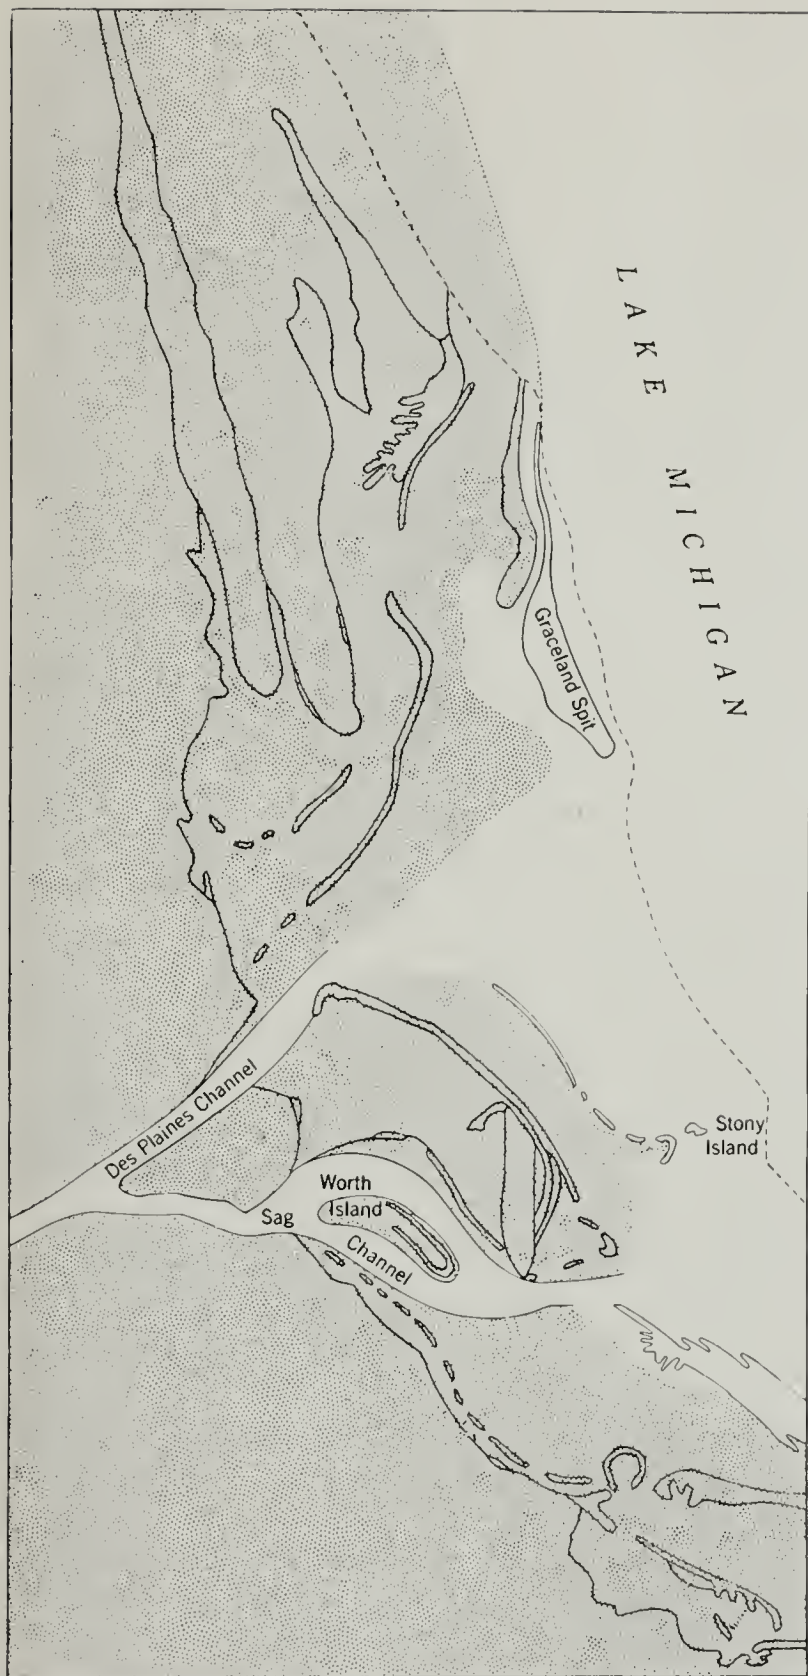 LAKE MICHIGAN
Graceland Spit
Des Plaines Channel
Stony
Island
Worth
Island
Sag
Channel